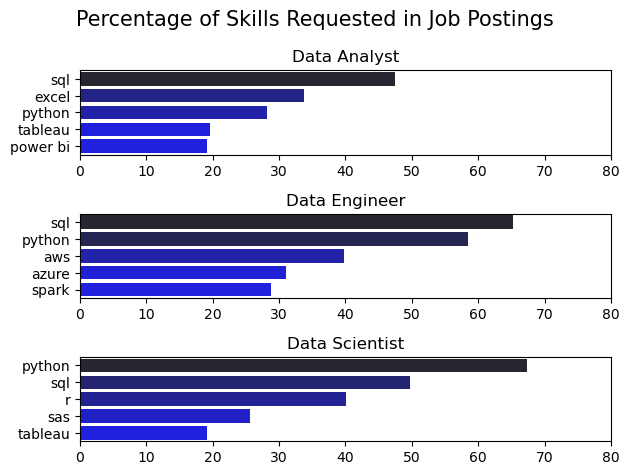 Percentage of Skills Requested in Job Postings
Data Analyst
sql
excel
python
tableau
power bi
0 10 20 30 40 50 60 70 80
Data Engineer
sql
python
aws
azure
spark
0 10 20 30 40 50 60 70 80
Data Scientist
python
sql
r
sas
tableau
0 10 20 30 40 50 60 70 80